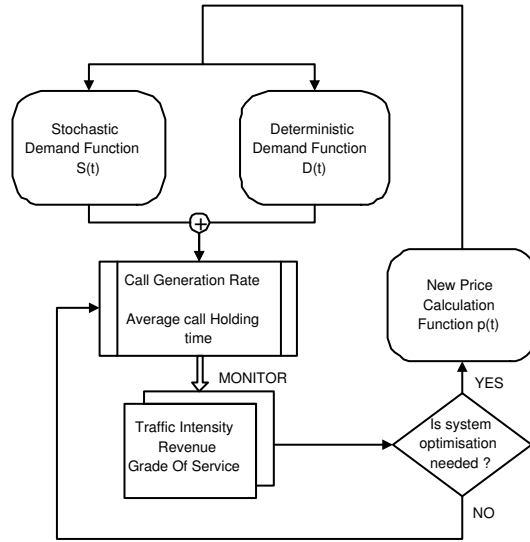 Stochastic
Demand Function
S(t)
Deterministic
Demand Function
D(t)
+
Call Generation Rate
Average call Holding
time
New Price
Calculation
Function p(t)
MONITOR
YES
Traffic Intensity
Revenue
Grade Of Service
Is system
optimisation
needed ?
NO